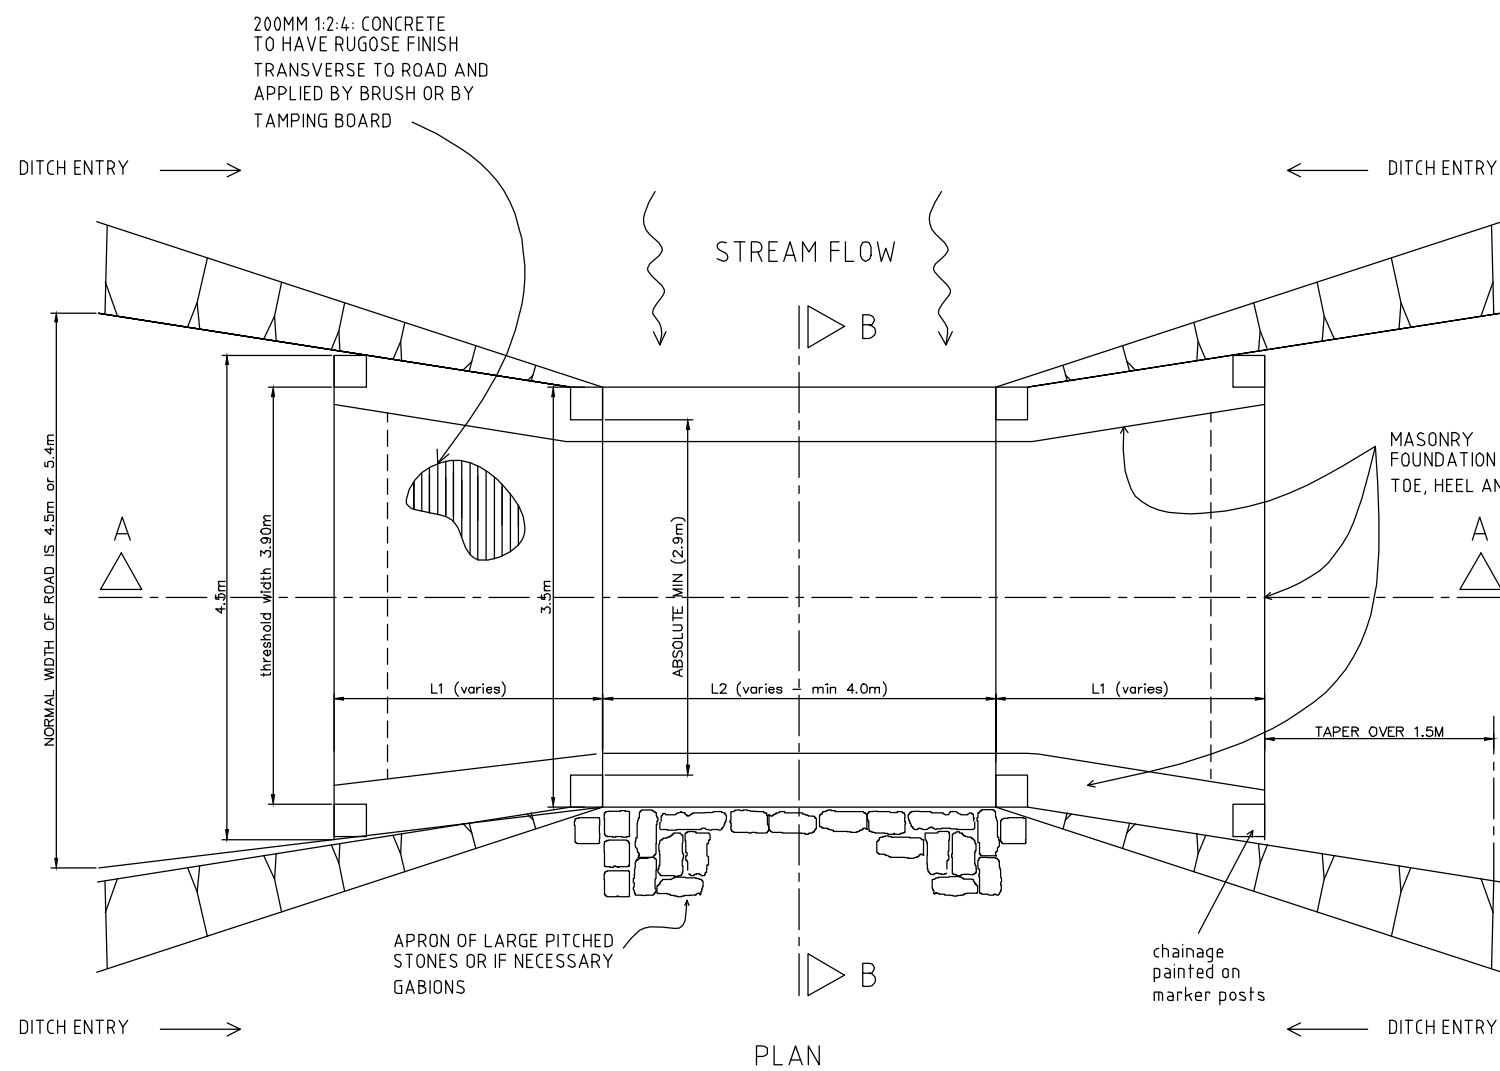 200MM 1:2:4: CONCRETE
TO HAVE RUGOSE FINISH
TRANSVERSE TO ROAD AND
APPLIED BY BRUSH OR BY
TAMPING BOARD
DITCH ENTRY
DITCH ENTRY
STREAM FLOW
B
MASONRY
FOUNDATION
TOE, HEEL AN
A
A
NORMAL WIDTH OF ROAD IS 4.5m or 5.4m
4.5m
threshold width 3.90m
3.5m
ABSOLUTE MIN (2.9m)
L1 (varies)
L2 (varies – min 4.0m)
L1 (varies)
TAPER OVER 1.5M
APRON OF LARGE PITCHED
STONES OR IF NECESSARY
GABIONS
B
chainage
painted on
marker posts
DITCH ENTRY
DITCH ENTRY
PLAN